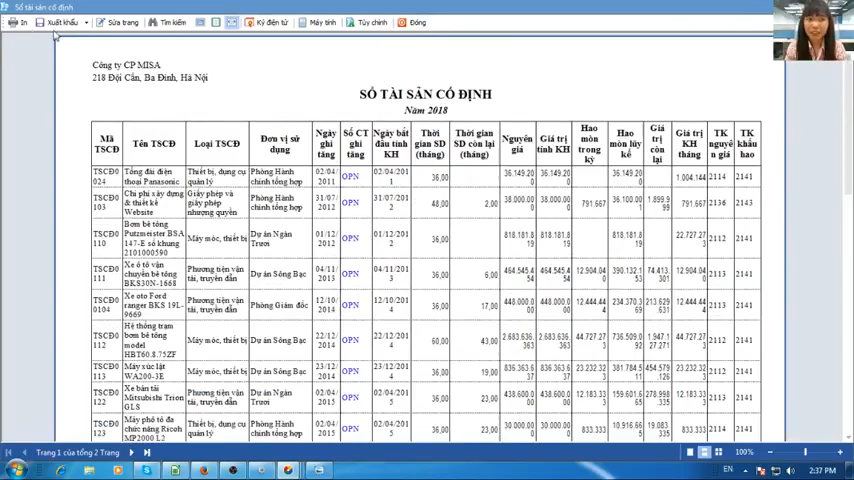 Sổ tài sản cố định
In Xuất khẩu Sửa trang Tìm kiếm Ký điện tử Máy tính Tùy chỉnh Đóng
Công ty CP MISA
218 Đội Cấn, Ba Đình, Hà Nội
SỔ TÀI SẢN CỐ ĐỊNH
Năm 2018
Mã TSCĐ Tên TSCĐ Loại TSCĐ Đơn vị sử dụng Ngày ghi tăng Số CT ghi tăng Ngày bắt đầu tính KH Thời gian SD (tháng) Thời gian SD còn lại (tháng) Nguyên giá Giá trị tính KH Hao mòn trong kỳ Hao mòn lũy kế Giá trị còn lại Giá trị KH tháng TK nguyên giá TK khấu hao
TSCĐ0024 Tổng đài điện thoại Panasonic Thiết bị, dụng cụ quản lý Phòng Hành chính tổng hợp 02/04/2011 OPN 02/04/2011 36,00 36.149.200 36.149.200 36.149.200 1.004.144 2114 2141
TSCĐ0103 Chi phí xây dựng & thiết kế Website Giấy phép và giấy phép nhượng quyền Phòng Hành chính tổng hợp 31/07/2012 OPN 31/07/2012 48,00 2,00 38.000.000 38.000.000 791.667 36.100.001 1.899.999 791.667 2136 2143
TSCĐ0110 Bơm bê tông Putzmeister BSA 147-E số khung 2101000590 Máy móc, thiết bị Dự án Ngàn Trươi 01/12/2012 OPN 01/12/2012 36,00 818.181.819 818.181.819 818.181.819 22.727.273 2112 2141
TSCĐ0111 Xe ô tô vận chuyển bê tông BKS30N-1668 Phương tiện vận tải, truyền dẫn Dự án Sông Bạc 04/11/2013 OPN 04/11/2013 36,00 6,00 464.545.454 464.545.454 12.904.040 390.132.153 74.413.301 12.904.040 2113 2141
TSCĐ00104 Xe oto Ford ranger BKS 19L-9669 Phương tiện vận tải, truyền dẫn Phòng Giám đốc 12/10/2014 OPN 12/10/2014 36,00 17,00 448.000.000 448.000.000 12.444.444 234.370.369 213.629.631 12.444.444 2113 2141
TSCĐ0112 Hệ thống trạm bơm bê tông model HBT60.8.75ZF Máy móc, thiết bị Dự án Sông Bạc 22/12/2014 OPN 22/12/2014 60,00 43,00 2.683.636.363 2.683.636.363 44.727.273 736.509.092 1.947.127.271 44.727.273 2112 2141
TSCĐ0113 Máy xúc lật WA200-3E Máy móc, thiết bị Dự án Sông Bạc 23/12/2014 OPN 23/12/2014 36,00 19,00 836.363.637 836.363.637 23.232.323 381.784.511 454.579.126 23.232.323 2112 2141
TSCĐ0122 Xe bán tải Mitsubishi Triton GLS Phương tiện vận tải, truyền dẫn Dự án Ngàn Trươi 02/04/2015 OPN 02/04/2015 36,00 23,00 438.600.000 438.600.000 12.183.333 159.601.665 278.998.335 12.183.333 2113 2141
TSCĐ0123 Máy phô tô đa chức năng Ricoh MP2000 L2 Thiết bị, dụng cụ quản lý Phòng Hành chính tổng hợp 02/04/2015 OPN 02/04/2015 36,00 23,00 30.000.000 30.000.000 833.333 10.916.665 19.083.335 833.333 2114 2141
Trang 1 của tổng 2 Trang 100%
EN 2:37 PM